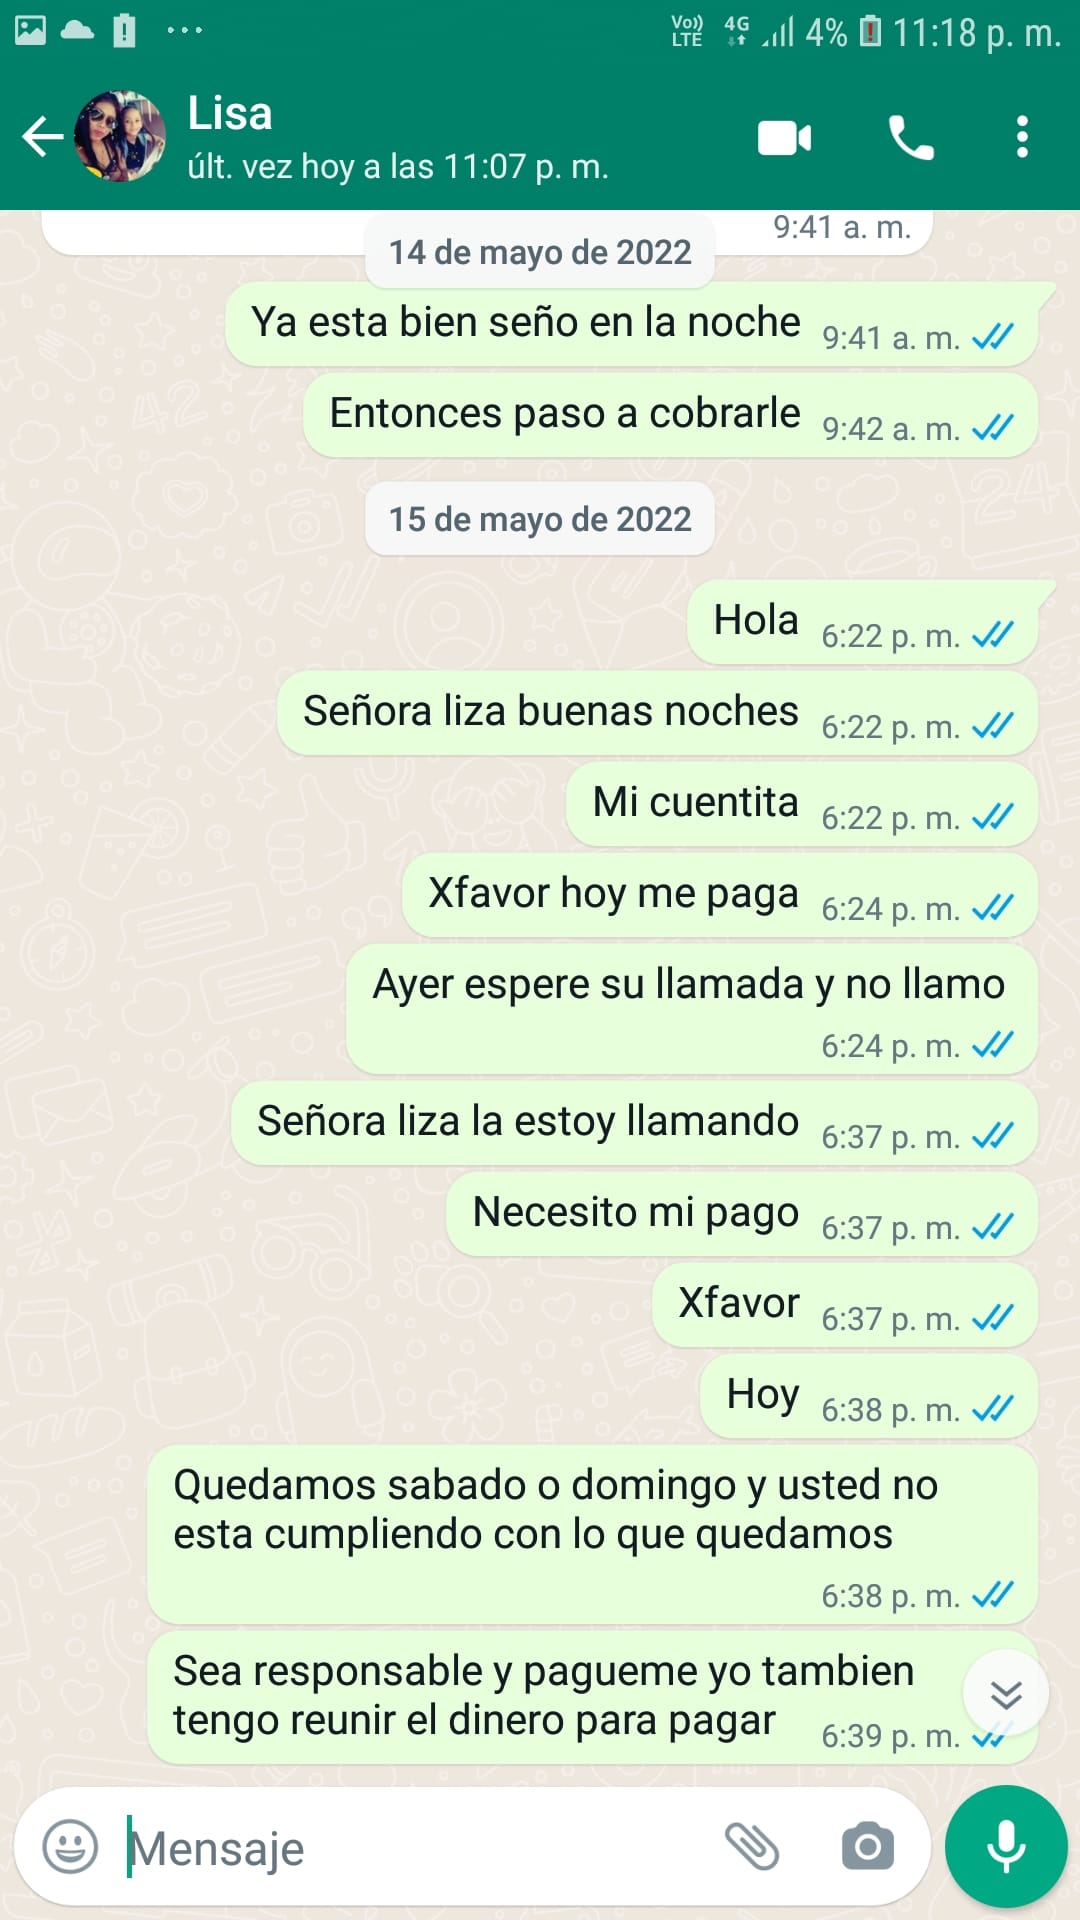 Vo)) LTE 4G 4% 11:18 p. m.
Lisa
últ. vez hoy a las 11:07 p. m.
9:41 a. m.
14 de mayo de 2022
Ya esta bien seño en la noche 9:41 a. m.
Entonces paso a cobrarle 9:42 a. m.
15 de mayo de 2022
Hola 6:22 p. m.
Señora liza buenas noches 6:22 p. m.
Mi cuentita 6:22 p. m.
Xfavor hoy me paga 6:24 p. m.
Ayer espere su llamada y no llamo
6:24 p. m.
Señora liza la estoy llamando 6:37 p. m.
Necesito mi pago 6:37 p. m.
Xfavor 6:37 p. m.
Hoy 6:38 p. m.
Quedamos sabado o domingo y usted no
esta cumpliendo con lo que quedamos
6:38 p. m.
Sea responsable y pagueme yo tambien
tengo reunir el dinero para pagar 6:39 p. m.
Mensaje